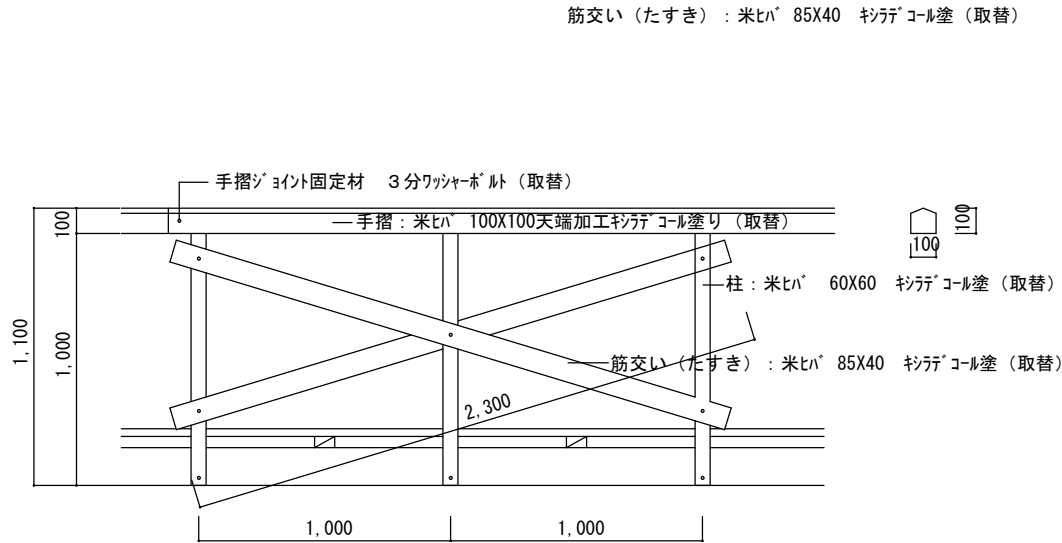 筋交い（たすき）：米ﾋﾊﾞ 85X40　ｷｼﾗﾃﾞｺｰﾙ塗（取替）
手摺ｼﾞｮｲﾝﾄ固定材　３分ﾜｯｼｬｰﾎﾞﾙﾄ（取替）
手摺：米ﾋﾊﾞ 100X100天端加工ｷｼﾗﾃﾞｺｰﾙ塗り（取替）
100
100
100
柱：米ﾋﾊﾞ　60X60　ｷｼﾗﾃﾞｺｰﾙ塗（取替）
1,100
1,000
筋交い（たすき）：米ﾋﾊﾞ 85X40　ｷｼﾗﾃﾞｺｰﾙ塗（取替）
2,300
1,000
1,000